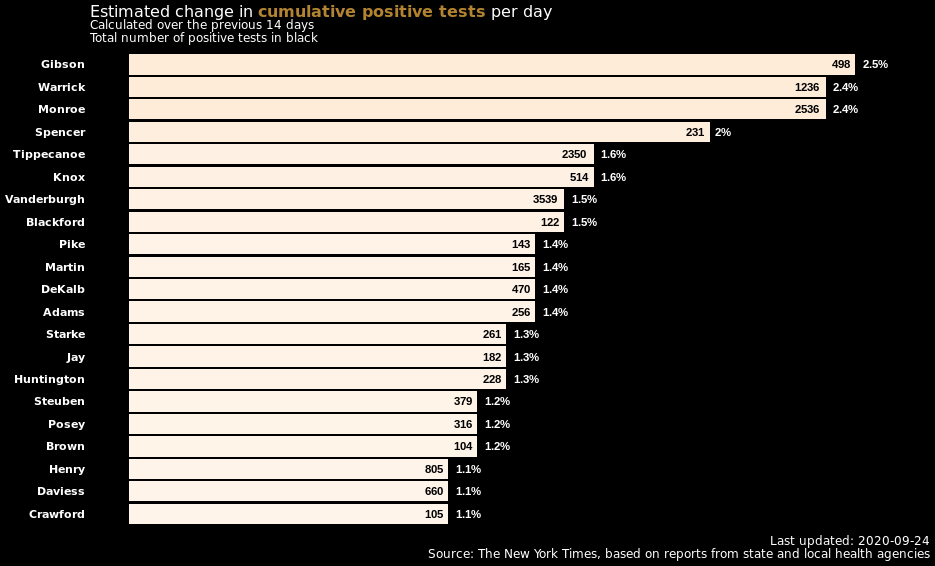 Estimated change in cumulative positive tests per day
Calculated over the previous 14 days
Total number of positive tests in black
Gibson 498 2.5%
Warrick 1236 2.4%
Monroe 2536 2.4%
Spencer 231 2%
Tippecanoe 2350 1.6%
Knox 514 1.6%
Vanderburgh 3539 1.5%
Blackford 122 1.5%
Pike 143 1.4%
Martin 165 1.4%
DeKalb 470 1.4%
Adams 256 1.4%
Starke 261 1.3%
Jay 182 1.3%
Huntington 228 1.3%
Steuben 379 1.2%
Posey 316 1.2%
Brown 104 1.2%
Henry 805 1.1%
Daviess 660 1.1%
Crawford 105 1.1%
Last updated: 2020-09-24
Source: The New York Times, based on reports from state and local health agencies